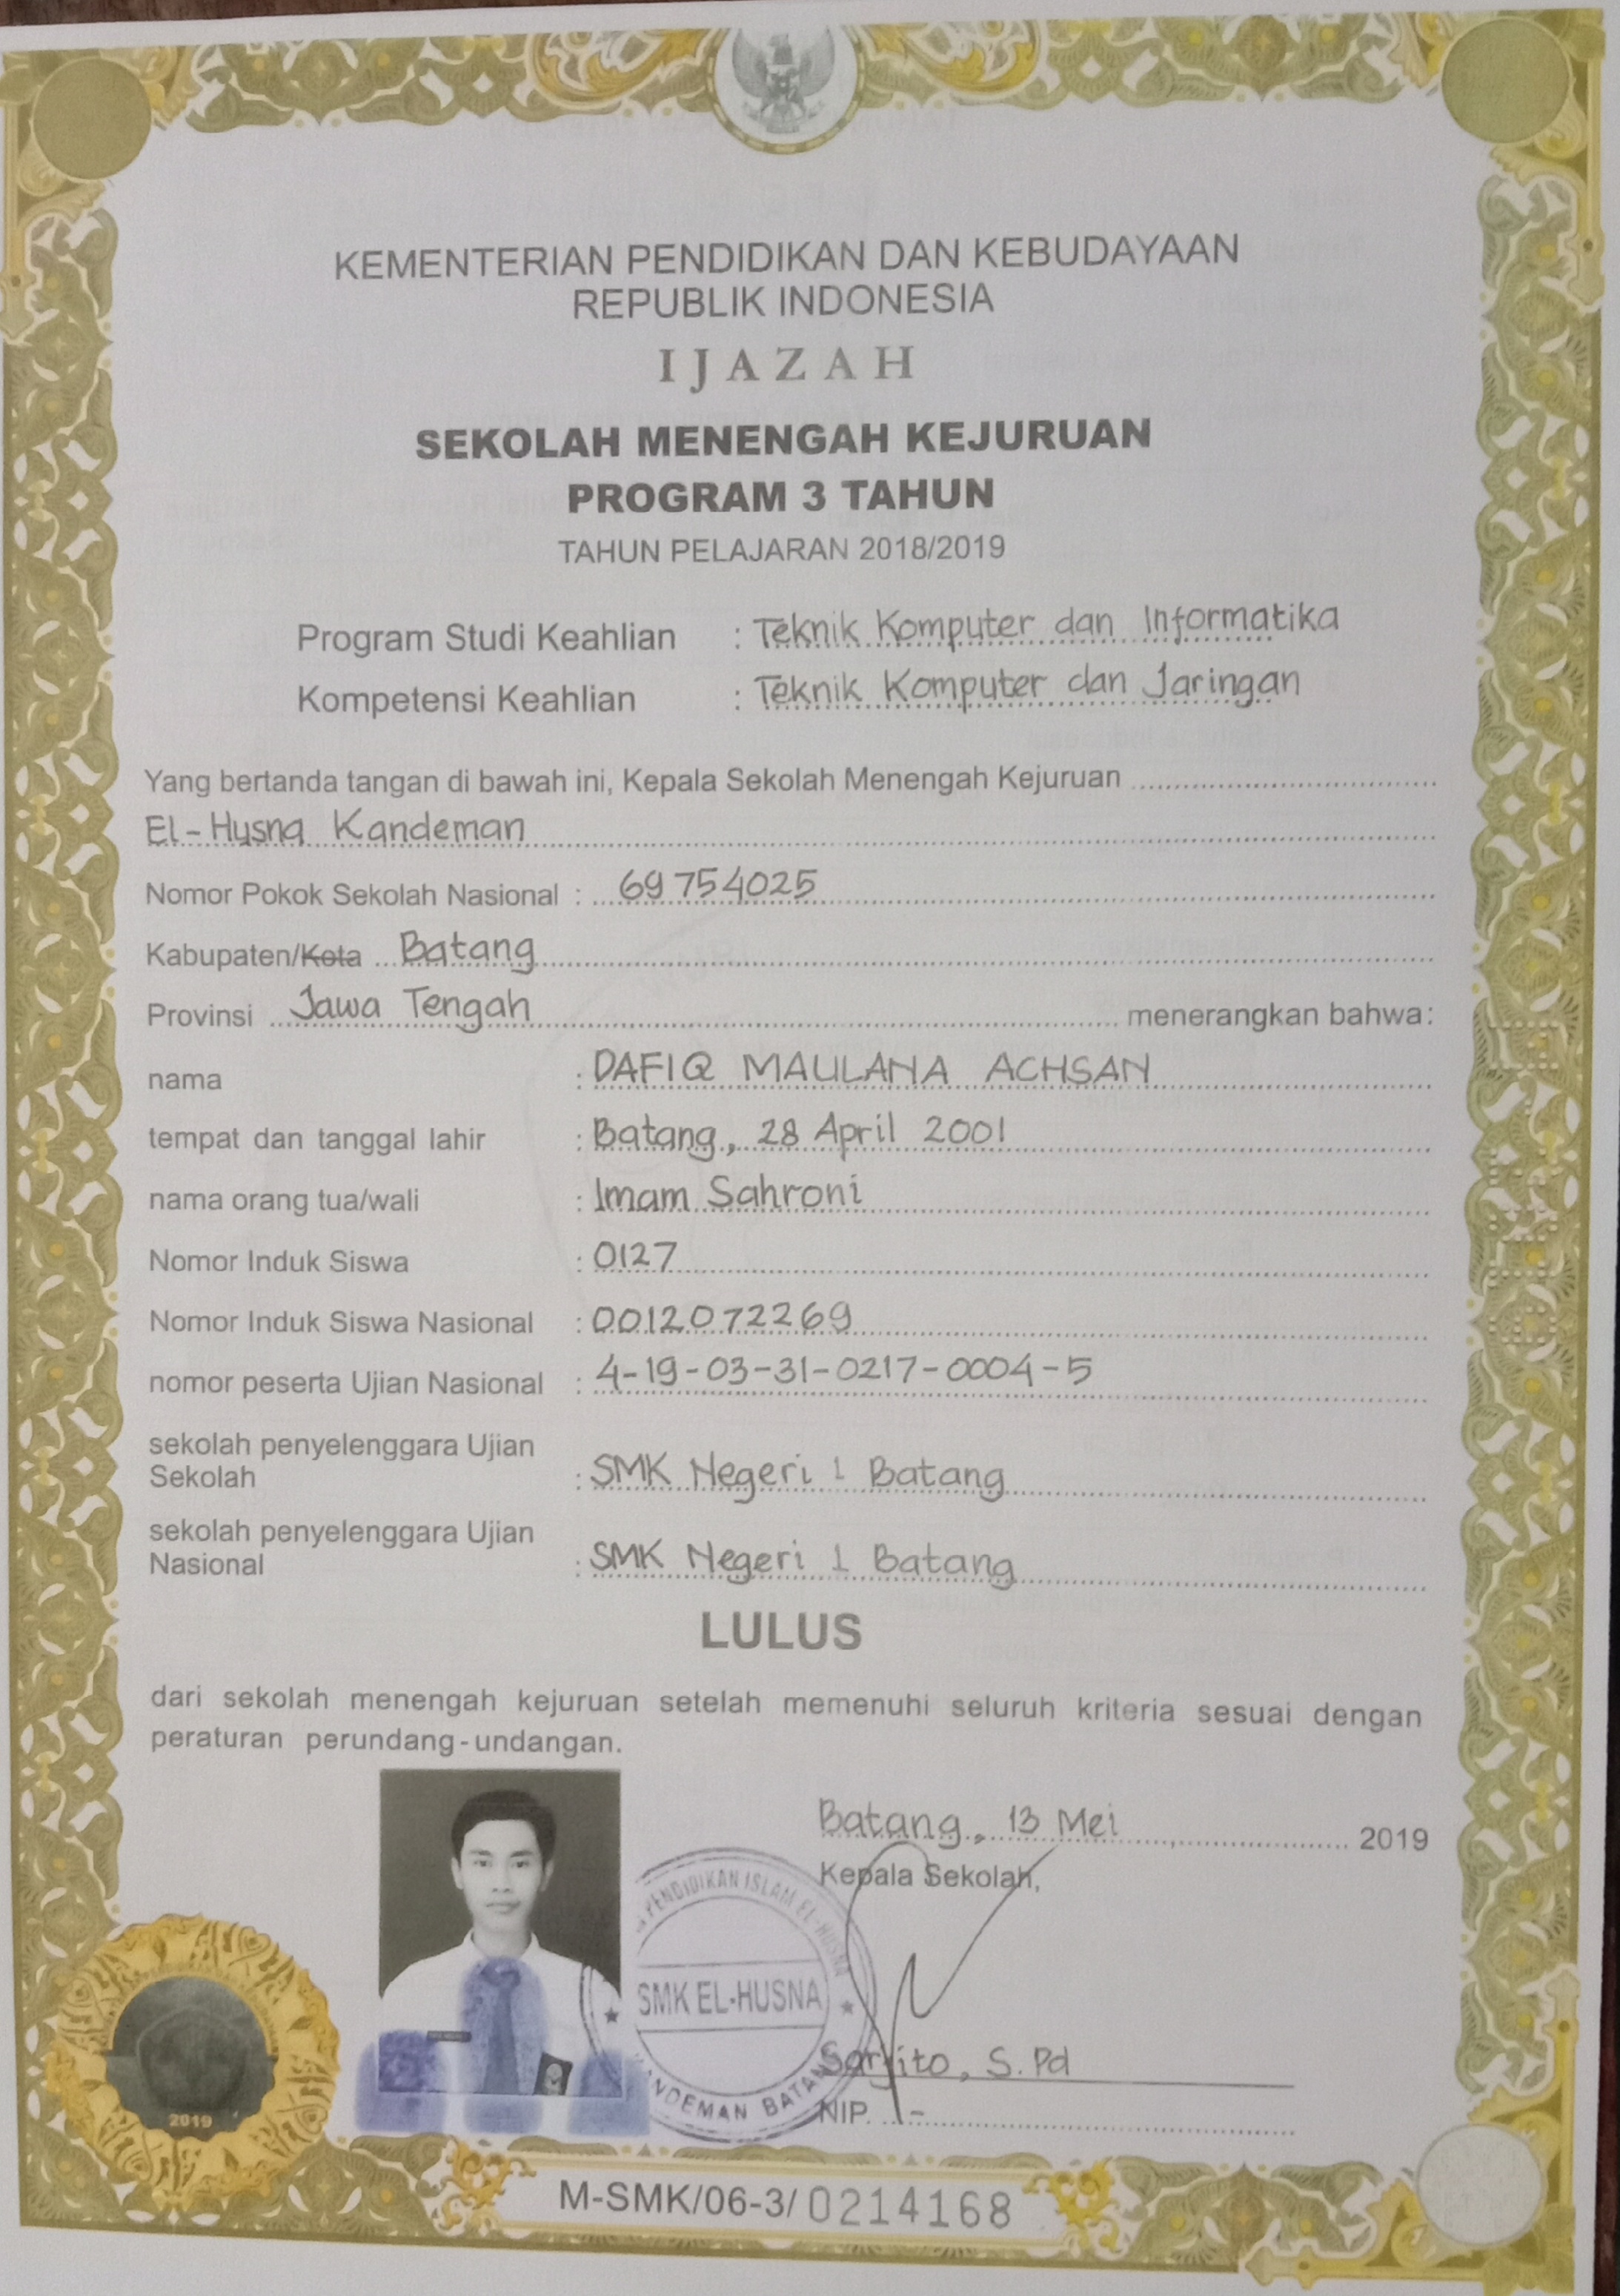 KEMENTERIAN PENDIDIKAN DAN KEBUDAYAAN
REPUBLIK INDONESIA
IJAZAH
SEKOLAH MENENGAH KEJURUAN
PROGRAM 3 TAHUN
TAHUN PELAJARAN 2018/2019
Program Studi Keahlian : Teknik Komputer dan Informatika
Kompetensi Keahlian : Teknik Komputer dan Jaringan
Yang bertanda tangan di bawah ini, Kepala Sekolah Menengah Kejuruan
El-Husna Kandeman
Nomor Pokok Sekolah Nasional : 69754025
Kabupaten/Kota Batang
Provinsi Jawa Tengah menerangkan bahwa:
nama : DAFIQ MAULANA ACHSAN
tempat dan tanggal lahir : Batang, 28 April 2001
nama orang tua/wali : Imam Sahroni
Nomor Induk Siswa : 0127
Nomor Induk Siswa Nasional : 0012072269
nomor peserta Ujian Nasional : 4-19-03-31-0217-0004-5
sekolah penyelenggara Ujian
Sekolah : SMK Negeri 1 Batang
sekolah penyelenggara Ujian
Nasional : SMK Negeri 1 Batang
LULUS
dari sekolah menengah kejuruan setelah memenuhi seluruh kriteria sesuai dengan
peraturan perundang-undangan.
Batang, 13 Mei 2019
Kepala Sekolah,
PENDIDIKAN ISLAM EL-HUSNA
SMK EL-HUSNA
KANDEMAN BATANG
S. Pd
NIP. -
2019
M-SMK/06-3/0214168